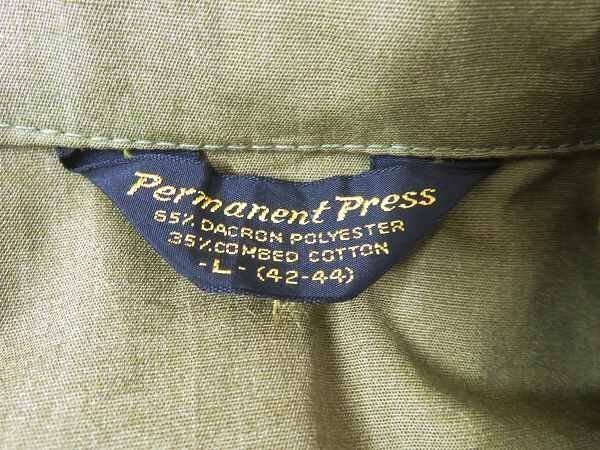 Permanent Press
65% DACRON POLYESTER
35% COMBED COTTON
- L - (42-44)